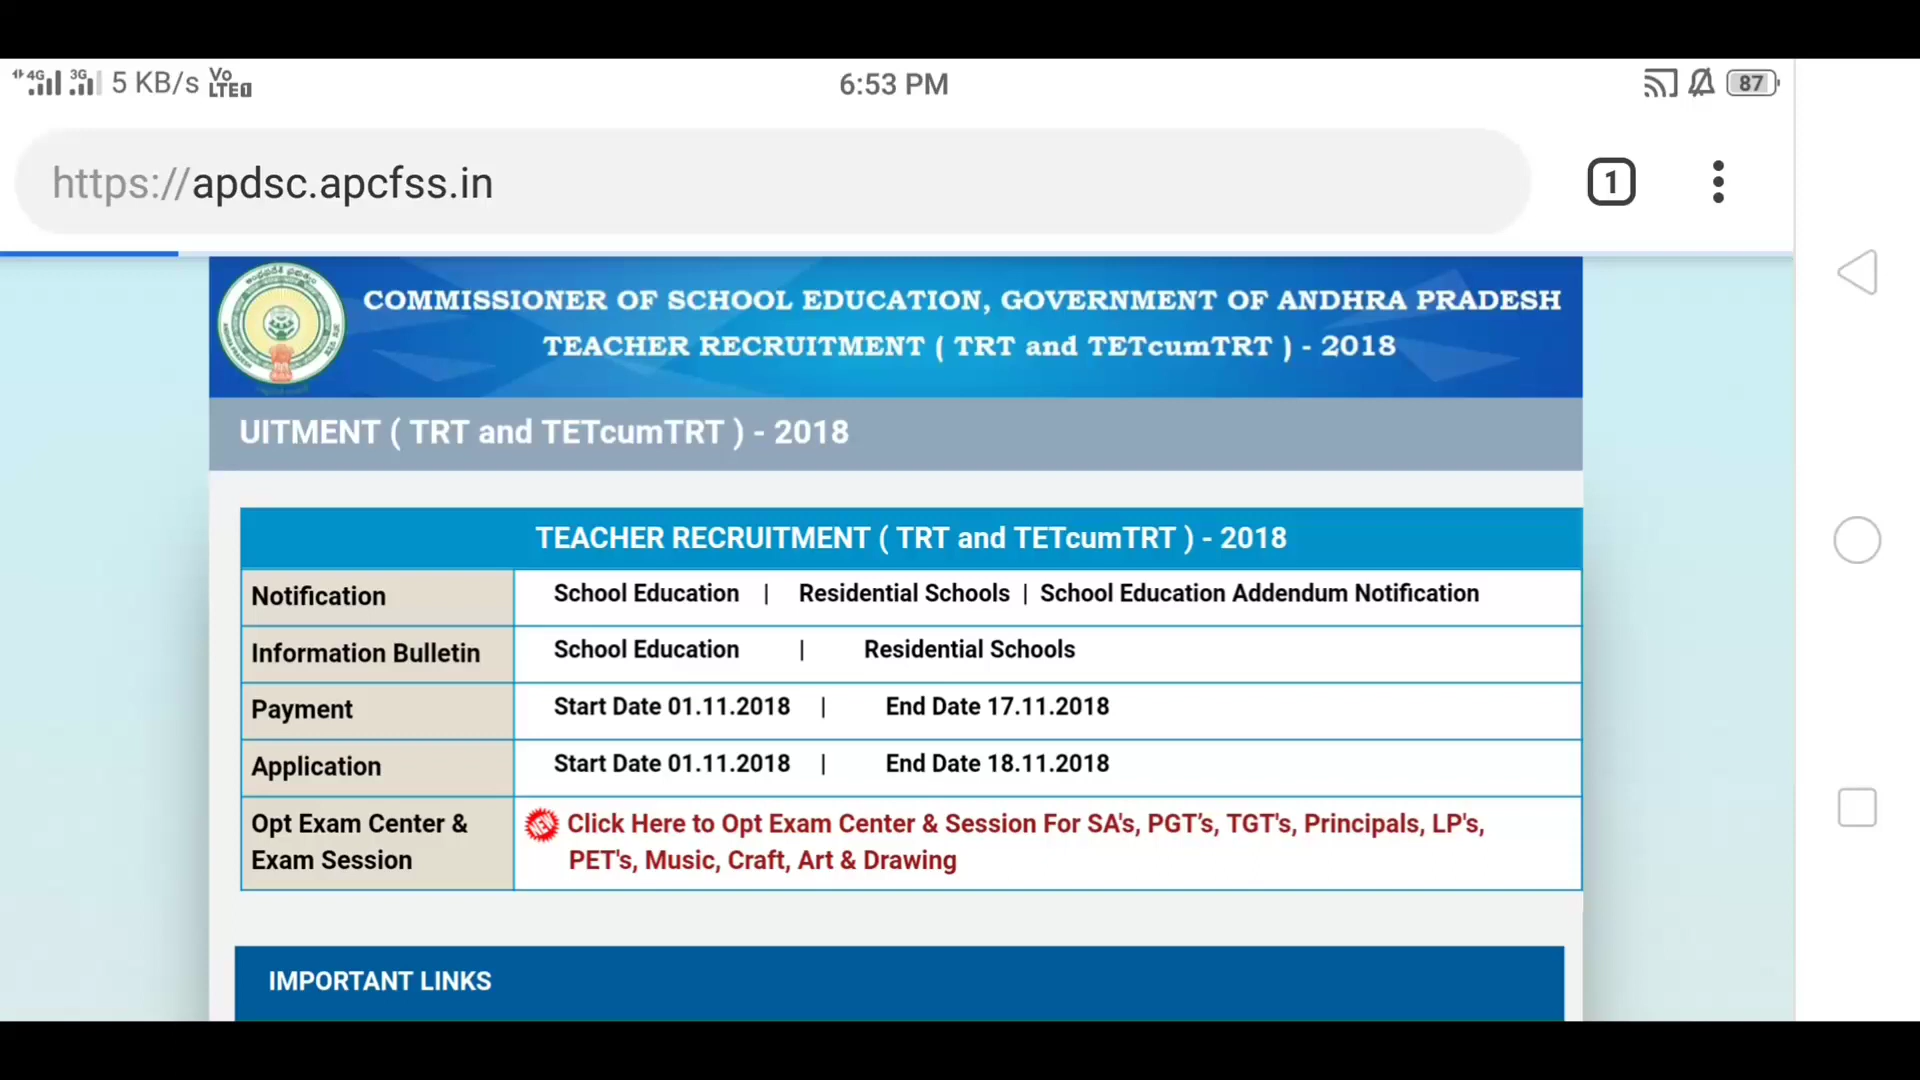 4G 3G 5 KB/s Vo LTE 6:53 PM 87
https://apdsc.apcfss.in 1
COMMISSIONER OF SCHOOL EDUCATION, GOVERNMENT OF ANDHRA PRADESH
TEACHER RECRUITMENT ( TRT and TETcumTRT ) - 2018
UITMENT ( TRT and TETcumTRT ) - 2018
TEACHER RECRUITMENT ( TRT and TETcumTRT ) - 2018
Notification School Education | Residential Schools | School Education Addendum Notification
Information Bulletin School Education | Residential Schools
Payment Start Date 01.11.2018 | End Date 17.11.2018
Application Start Date 01.11.2018 | End Date 18.11.2018
Opt Exam Center & NEW Click Here to Opt Exam Center & Session For SA's, PGT's, TGT's, Principals, LP's,
Exam Session PET's, Music, Craft, Art & Drawing
IMPORTANT LINKS